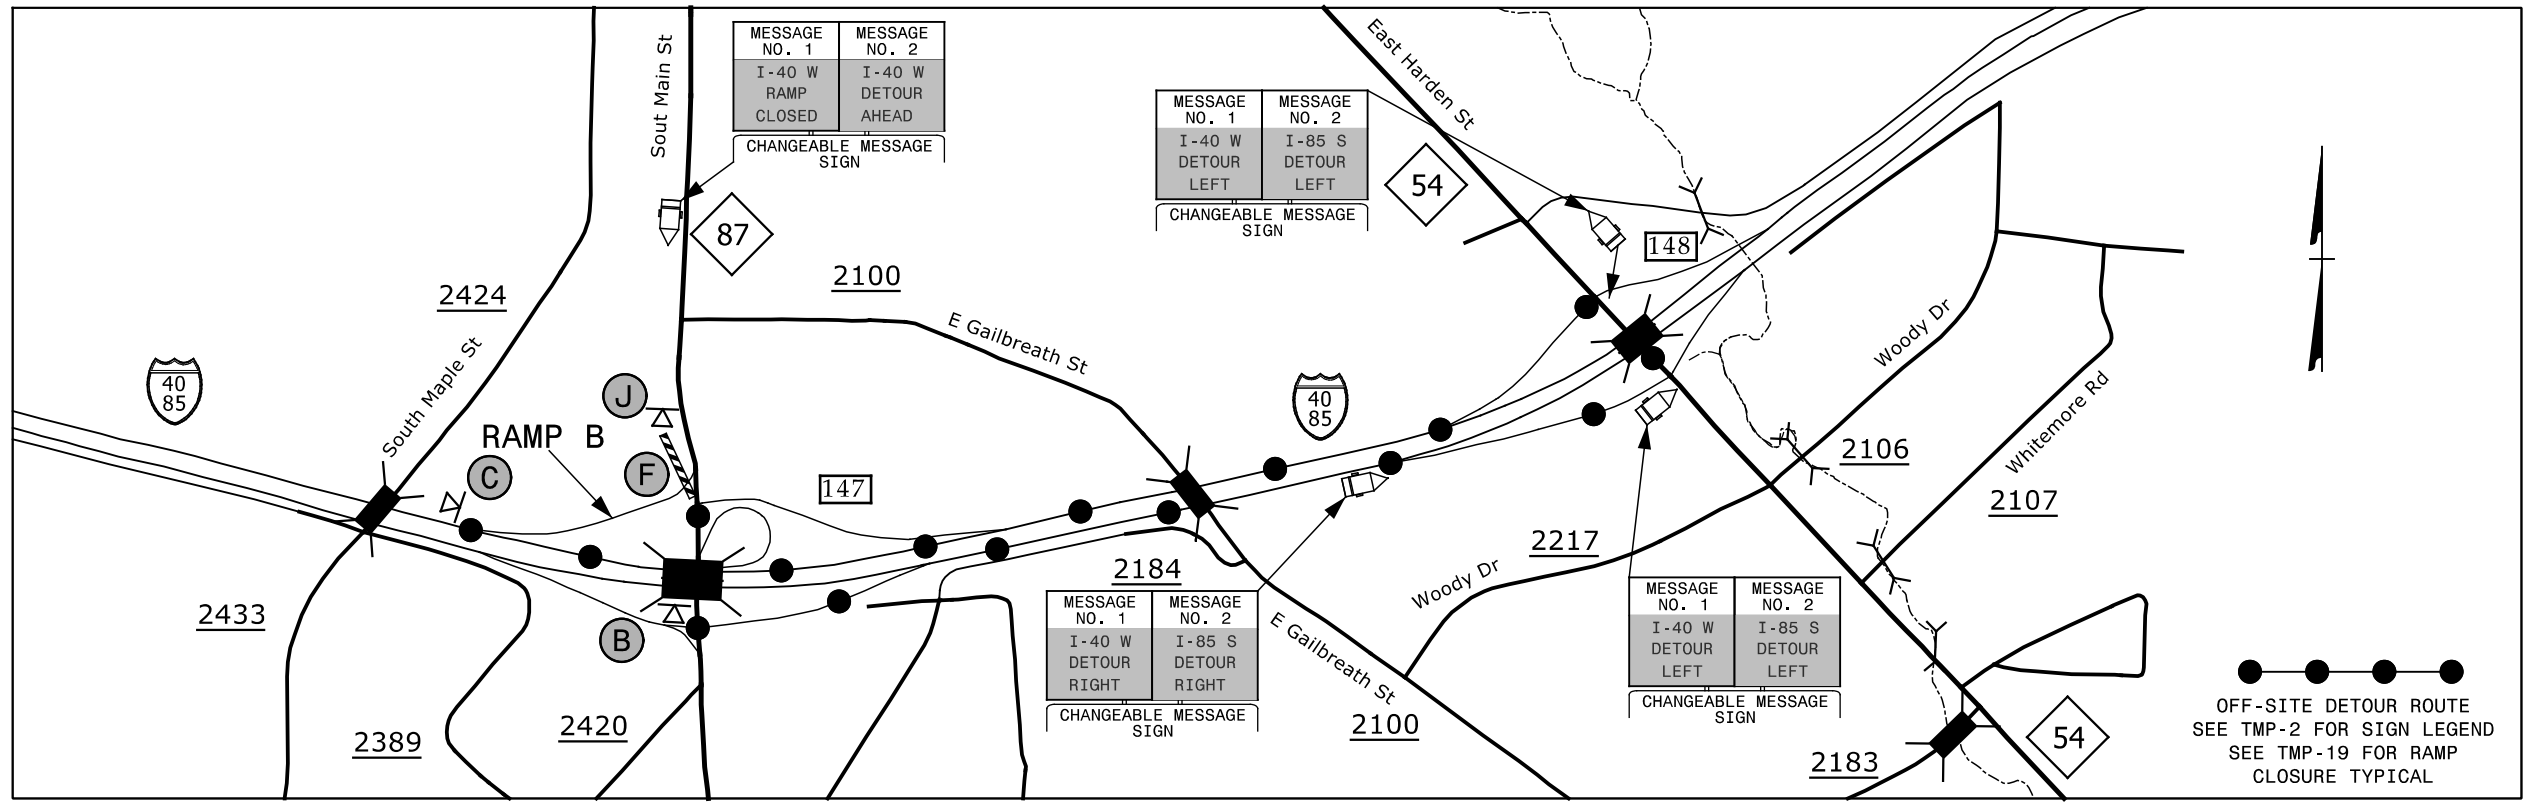 Sout Main St
MESSAGE NO. 1
MESSAGE NO. 2
I-40 W
RAMP
CLOSED
I-40 W
DETOUR
AHEAD
CHANGEABLE MESSAGE
SIGN
87
East Harden St
MESSAGE NO. 1
MESSAGE NO. 2
I-40 W
DETOUR
LEFT
I-85 S
DETOUR
LEFT
CHANGEABLE MESSAGE
SIGN
54
148
2424
2100
E Gailbreath St
South Maple St
40
85
J
RAMP B
C
F
147
40
85
Woody Dr
Whitemore Rd
2106
2107
2217
2184
Woody Dr
2433
B
MESSAGE NO. 1
MESSAGE NO. 2
I-40 W
DETOUR
RIGHT
I-85 S
DETOUR
RIGHT
CHANGEABLE MESSAGE
SIGN
E Gailbreath St
MESSAGE NO. 1
MESSAGE NO. 2
I-40 W
DETOUR
LEFT
I-85 S
DETOUR
LEFT
CHANGEABLE MESSAGE
SIGN
2389
2420
2100
2183
54
OFF-SITE DETOUR ROUTE
SEE TMP-2 FOR SIGN LEGEND
SEE TMP-19 FOR RAMP
CLOSURE TYPICAL